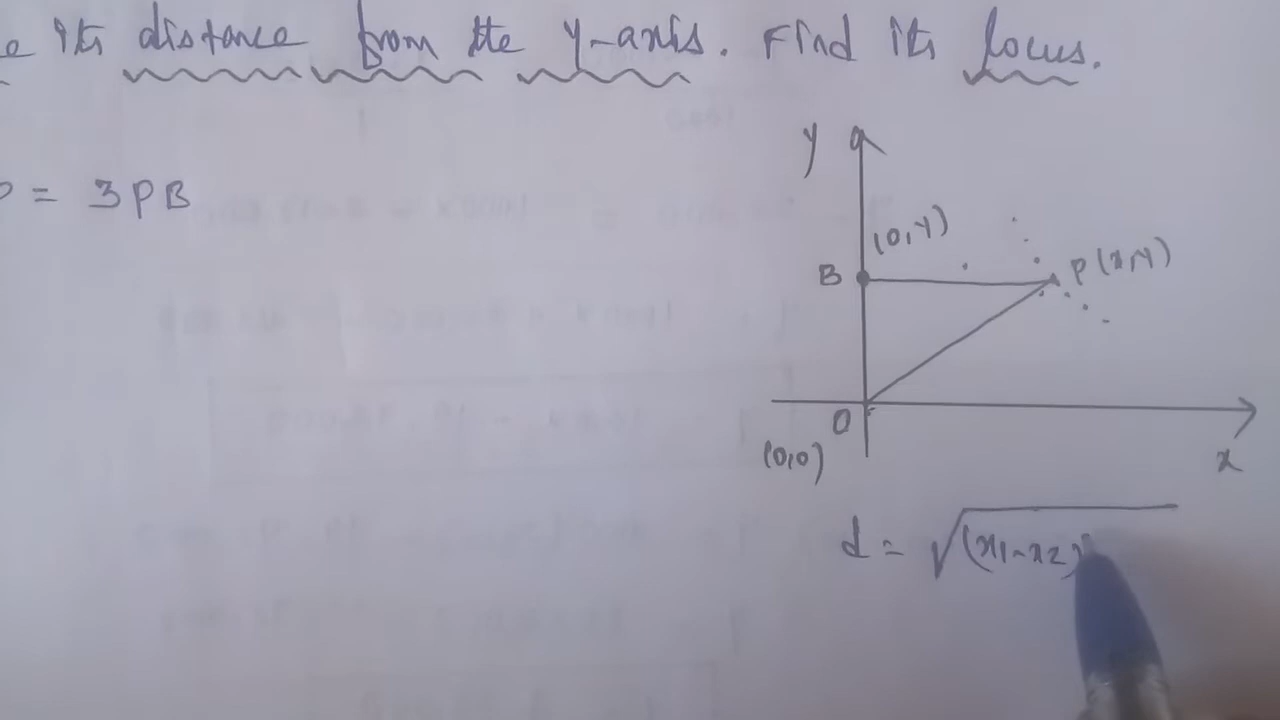 e its distance from the y-axis. Find its locus.
P = 3PB
y
(0,y)
B
P(x,y)
O
(0,0)
x
d = √(x1-x2)